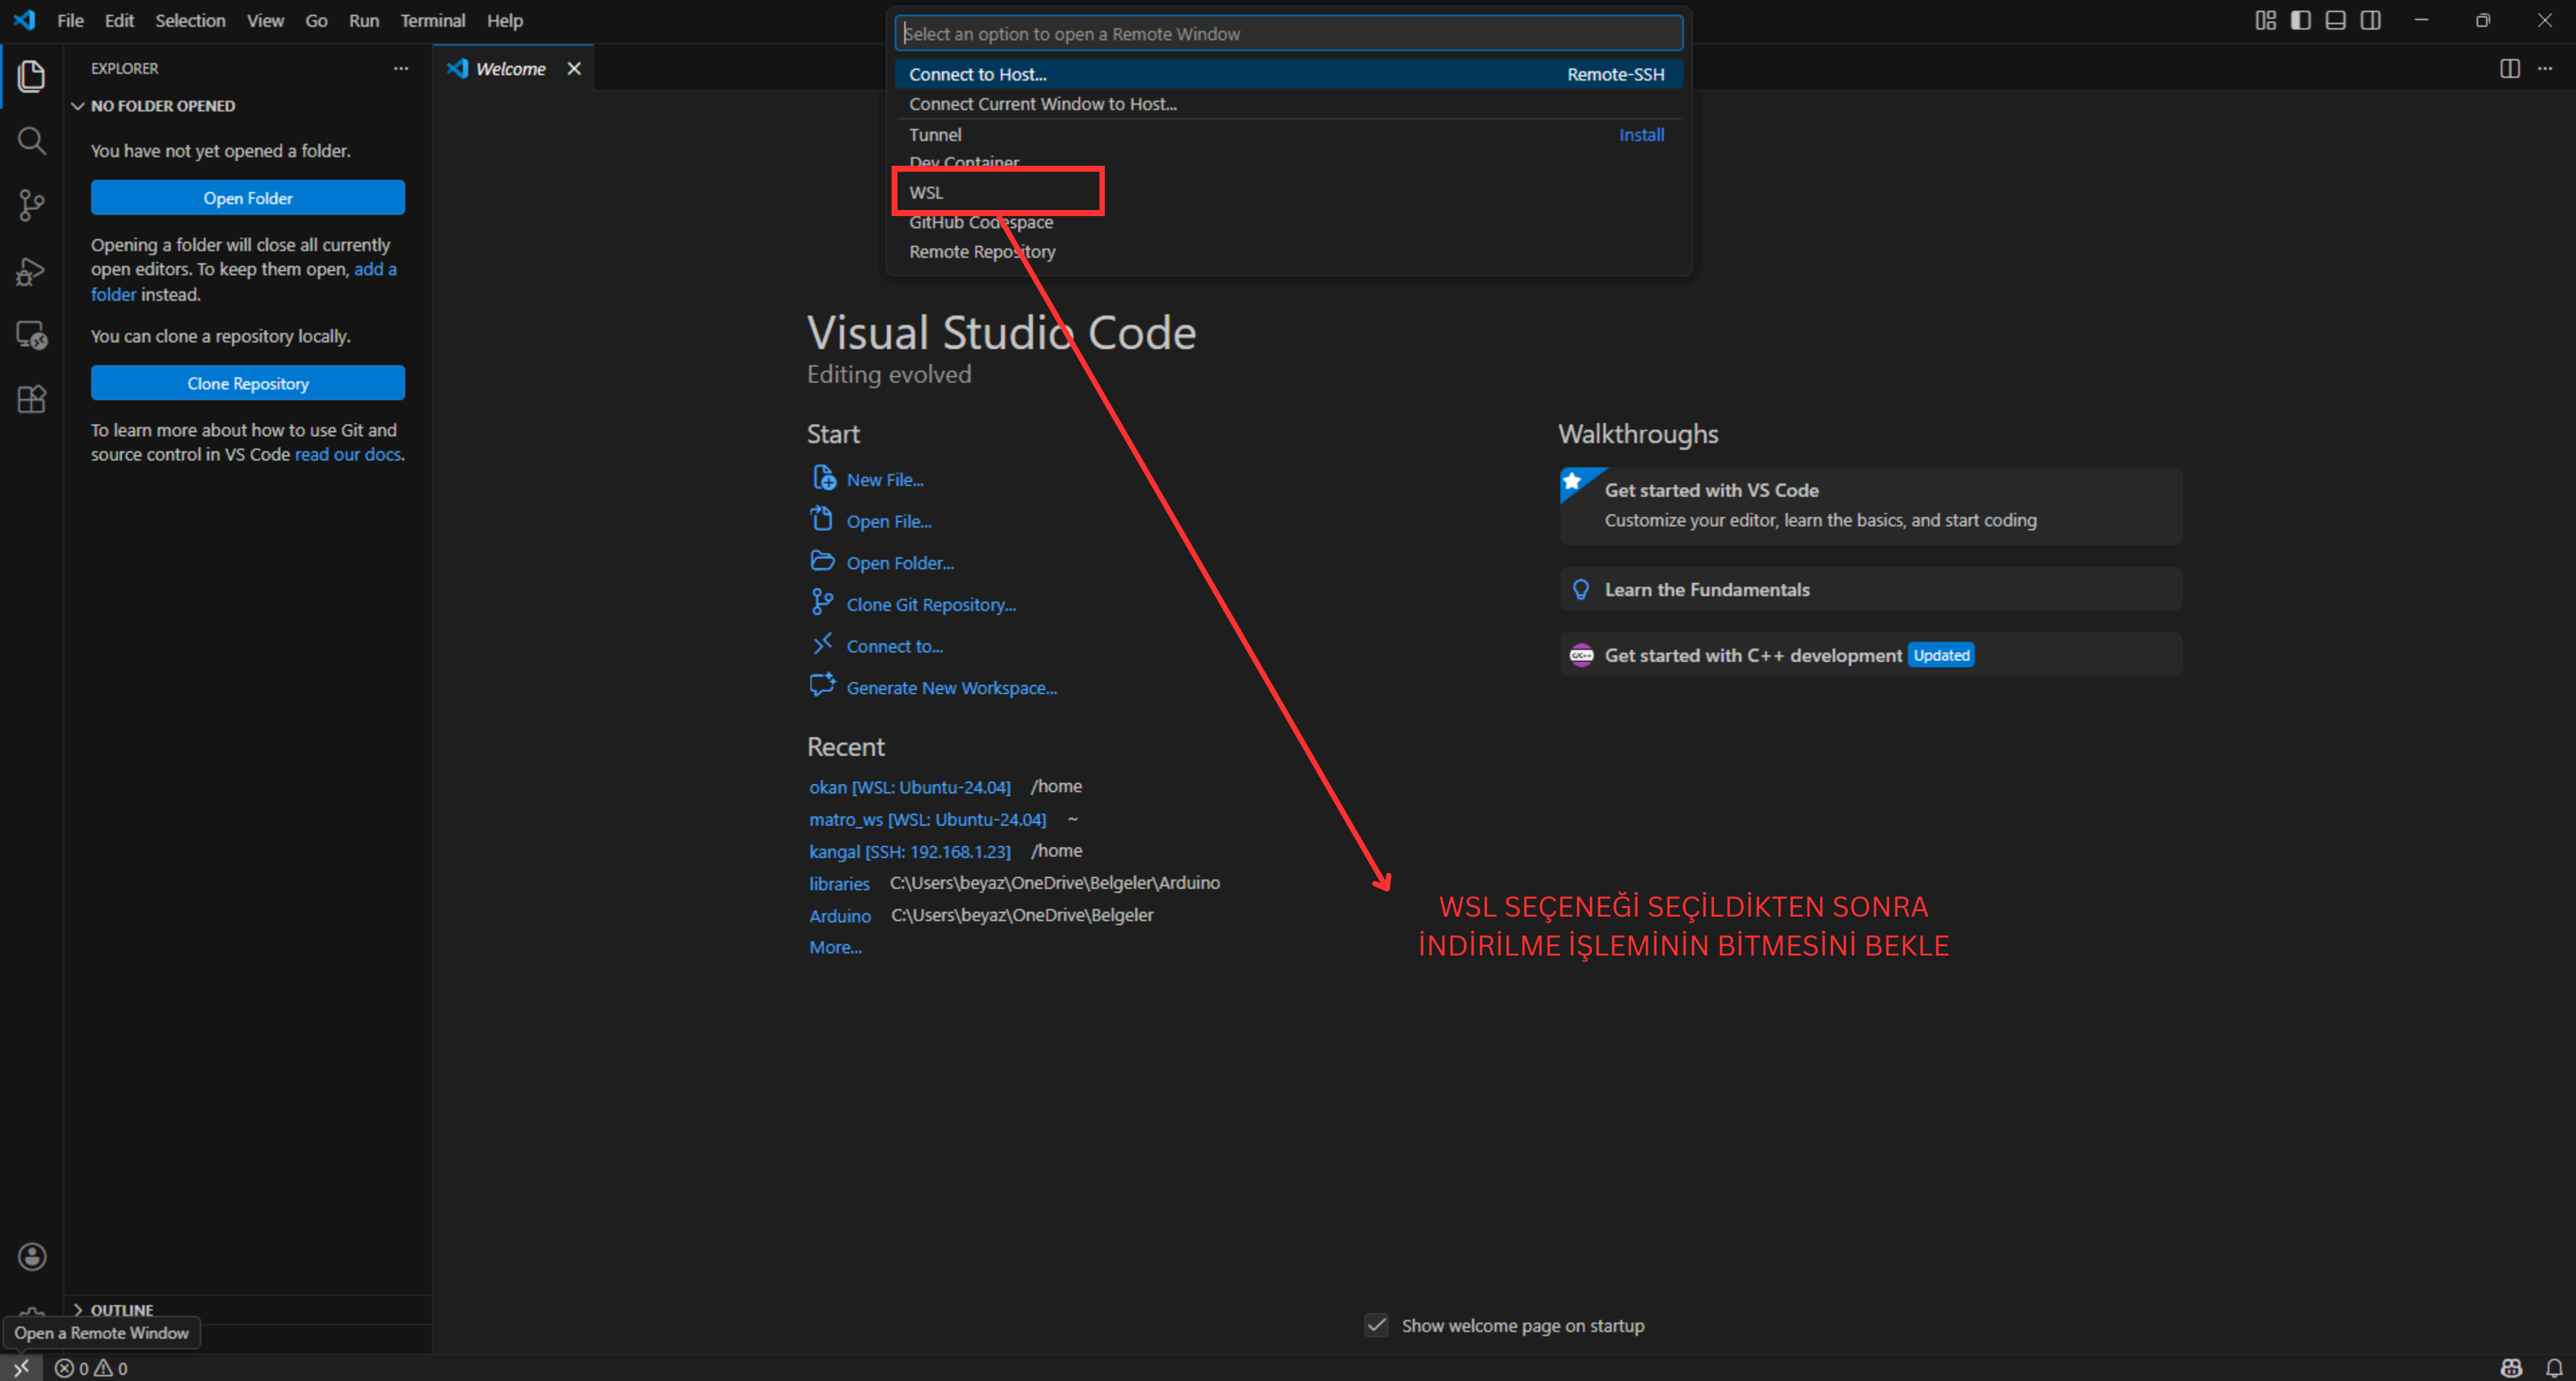 File Edit Selection View Go Run Terminal Help
Select an option to open a Remote Window
Connect to Host... Remote-SSH
Connect Current Window to Host...
Tunnel Install
Dev Container
WSL
GitHub Codespace
Remote Repository
EXPLORER
NO FOLDER OPENED
You have not yet opened a folder.
Open Folder
Opening a folder will close all currently
open editors. To keep them open, add a
folder instead.
You can clone a repository locally.
Clone Repository
To learn more about how to use Git and
source control in VS Code read our docs.
OUTLINE
Open a Remote Window
Welcome
Visual Studio Code
Editing evolved
Start
New File...
Open File...
Open Folder...
Clone Git Repository...
Connect to...
Generate New Workspace...
Recent
okan [WSL: Ubuntu-24.04] /home
matro_ws [WSL: Ubuntu-24.04] ~
kangal [SSH: 192.168.1.23] /home
libraries C:\Users\beyaz\OneDrive\Belgeler\Arduino
Arduino C:\Users\beyaz\OneDrive\Belgeler
More...
Walkthroughs
Get started with VS Code
Customize your editor, learn the basics, and start coding
Learn the Fundamentals
C/C++ Get started with C++ development Updated
WSL SEÇENEĞİ SEÇİLDİKTEN SONRA
İNDİRİLME İŞLEMİNİN BİTMESİNİ BEKLE
Show welcome page on startup
0 0